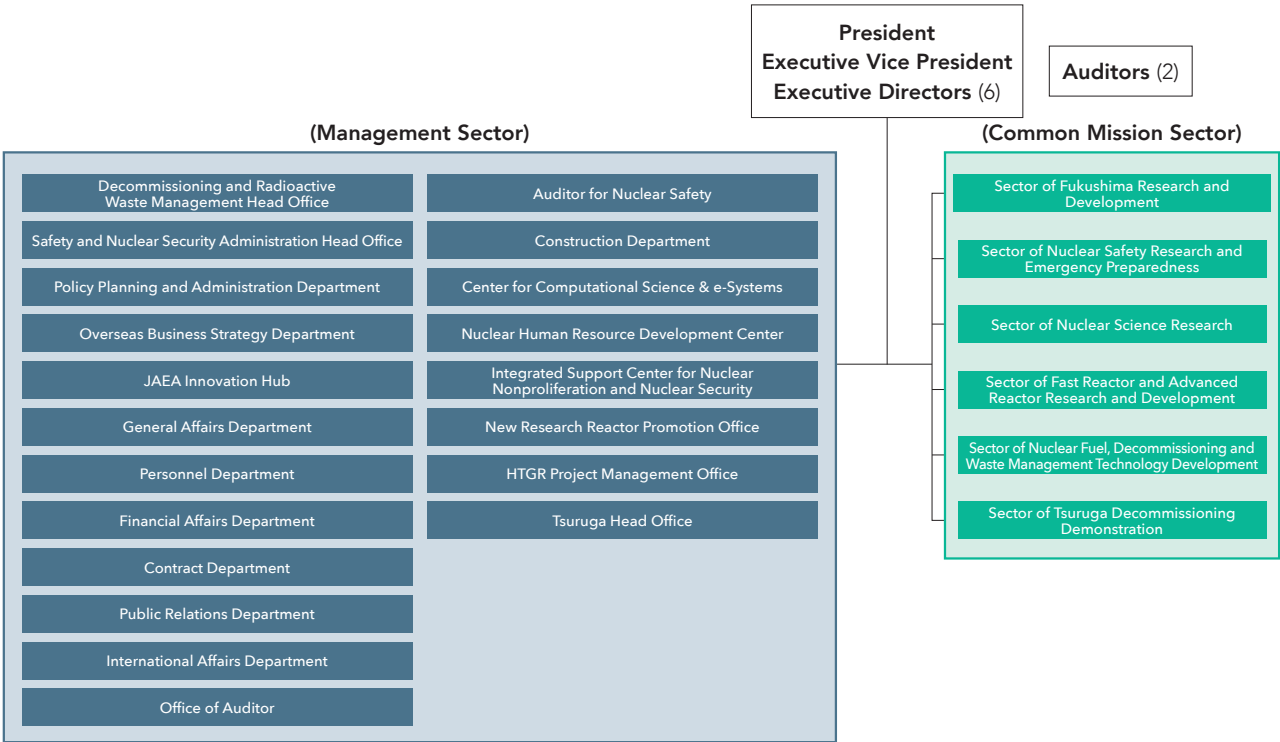 President
Executive Vice President
Executive Directors (6)
Auditors (2)
(Management Sector)
Decommissioning and Radioactive
Waste Management Head Office
Safety and Nuclear Security Administration Head Office
Policy Planning and Administration Department
Overseas Business Strategy Department
JAEA Innovation Hub
General Affairs Department
Personnel Department
Financial Affairs Department
Contract Department
Public Relations Department
International Affairs Department
Office of Auditor
Auditor for Nuclear Safety
Construction Department
Center for Computational Science & e-Systems
Nuclear Human Resource Development Center
Integrated Support Center for Nuclear
Nonproliferation and Nuclear Security
New Research Reactor Promotion Office
HTGR Project Management Office
Tsuruga Head Office
(Common Mission Sector)
Sector of Fukushima Research and
Development
Sector of Nuclear Safety Research and
Emergency Preparedness
Sector of Nuclear Science Research
Sector of Fast Reactor and Advanced
Reactor Research and Development
Sector of Nuclear Fuel, Decommissioning and
Waste Management Technology Development
Sector of Tsuruga Decommissioning
Demonstration